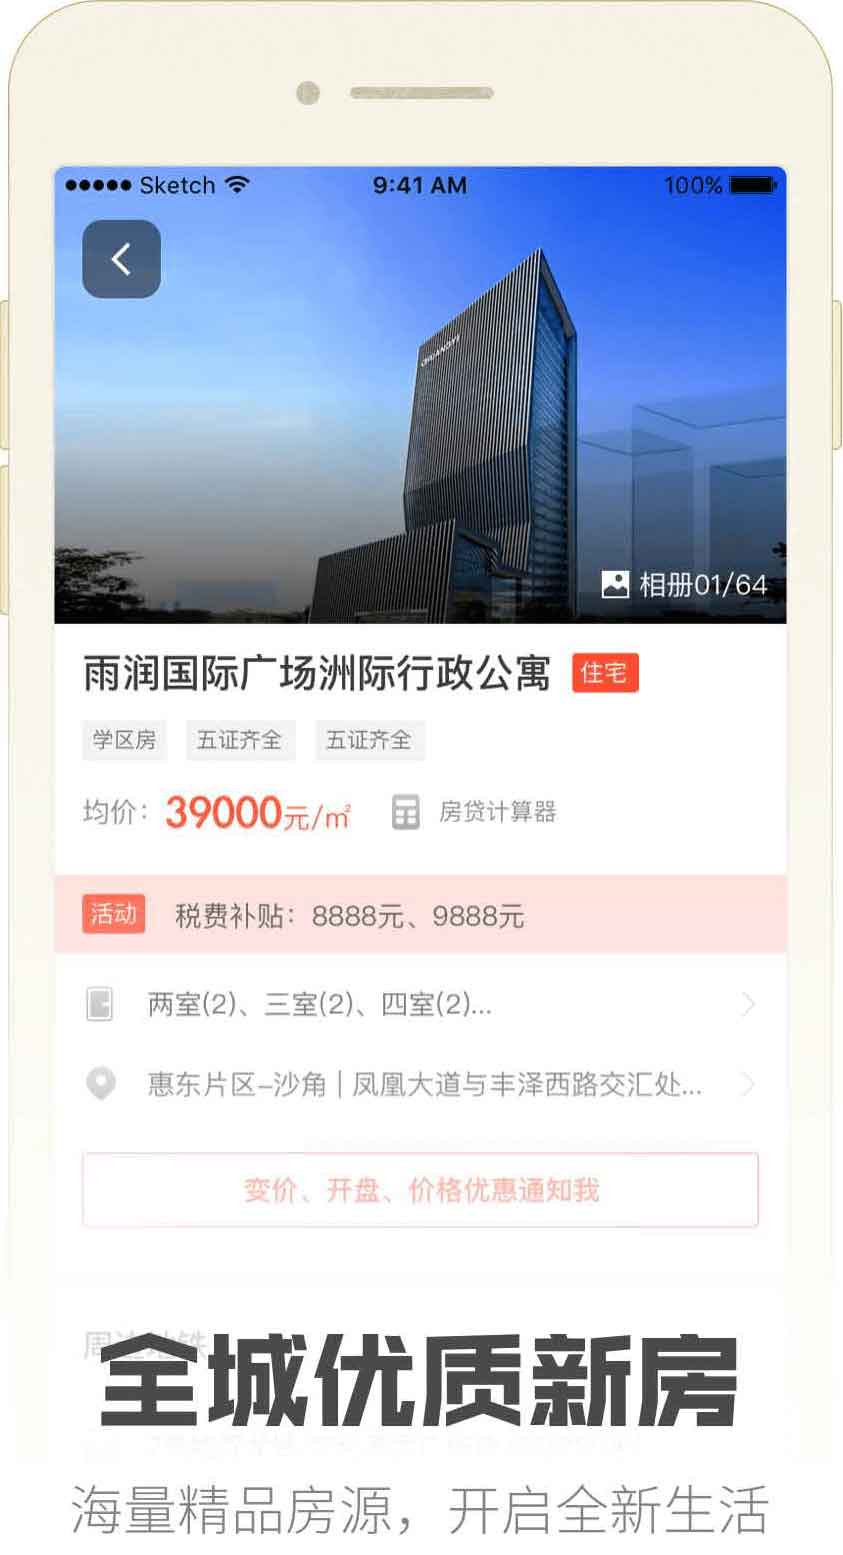 Sketch 9:41 AM 100%
相册01/64
雨润国际广场洲际行政公寓 住宅
学区房 五证齐全 五证齐全
均价： 39000元/㎡ 房贷计算器
活动 税费补贴：8888元、9888元
两室(2)、三室(2)、四室(2)...
惠东片区-沙角 | 凤凰大道与丰泽西路交汇处...
变价、开盘、价格优惠通知我
全城优质新房
海量精品房源，开启全新生活